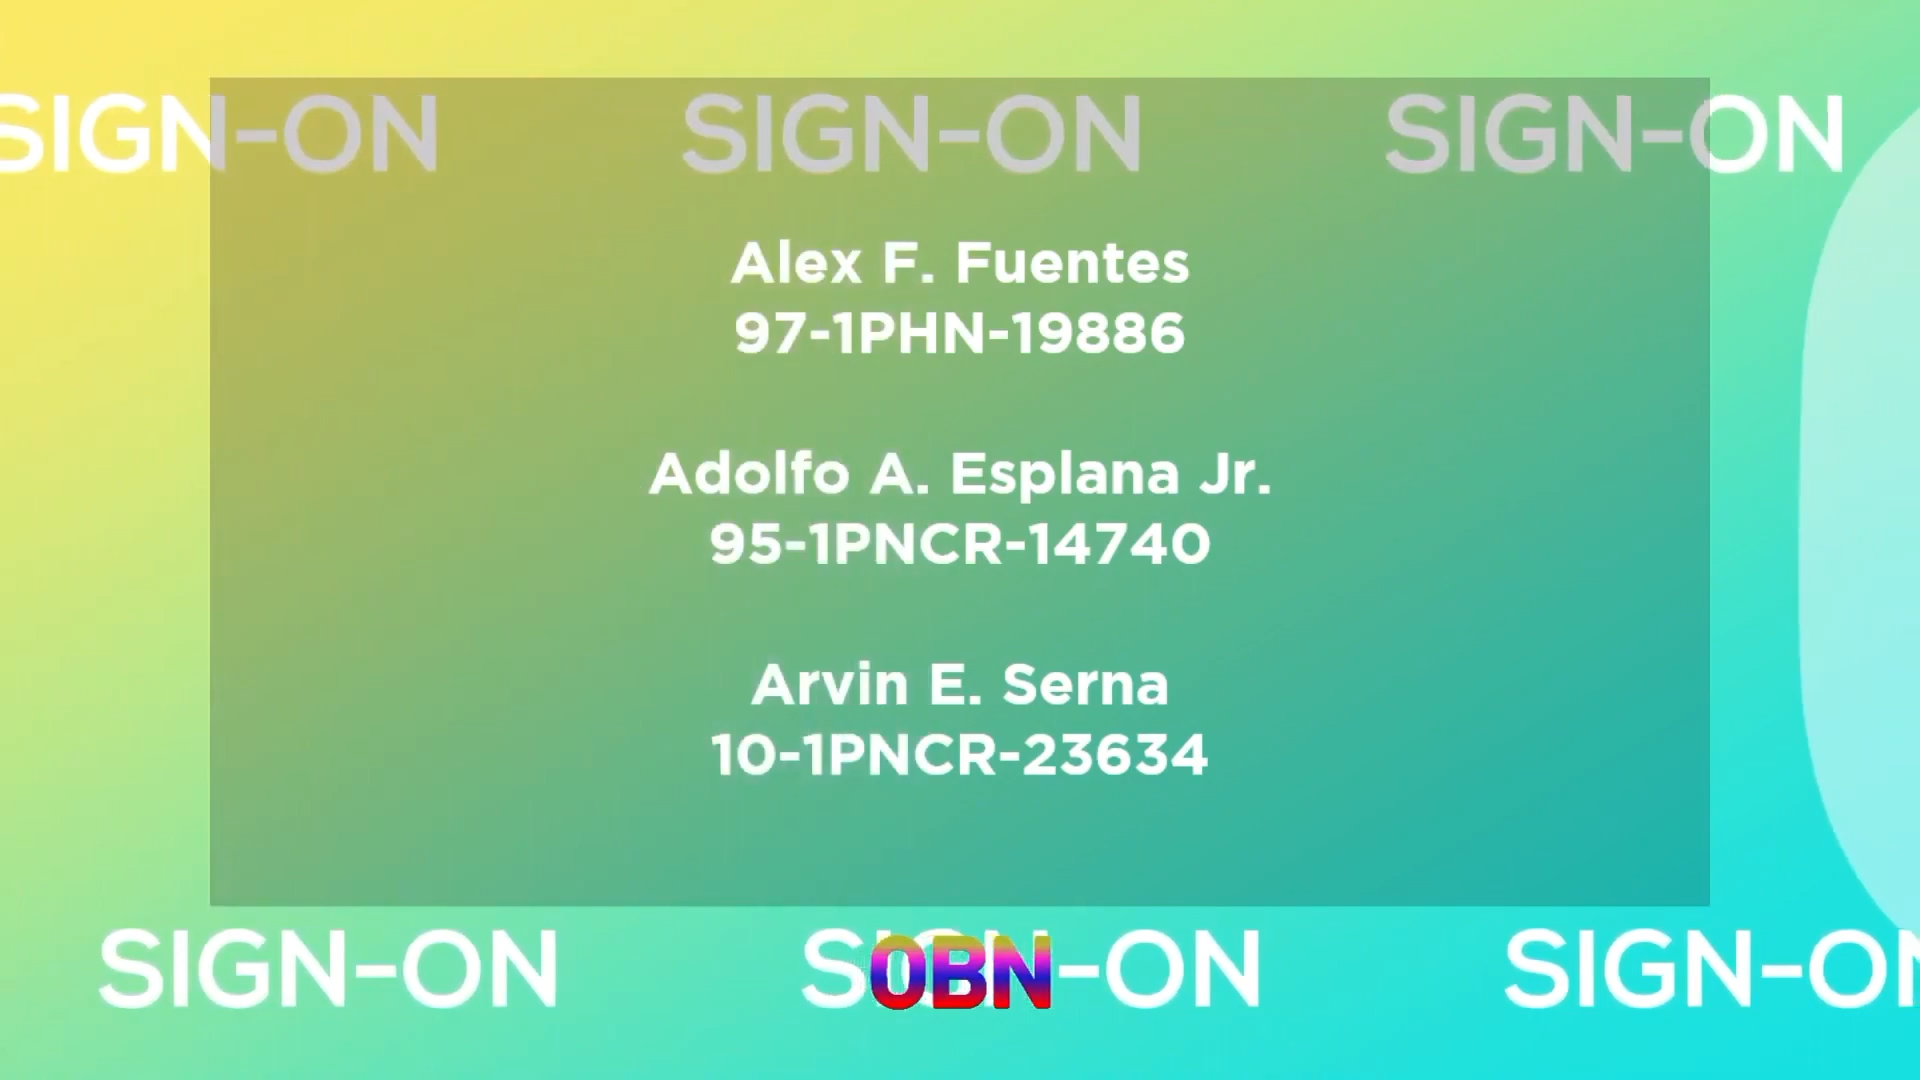 SIGN-ON SIGN-ON SIGN-ON
Alex F. Fuentes
97-1PHN-19886
Adolfo A. Esplana Jr.
95-1PNCR-14740
Arvin E. Serna
10-1PNCR-23634
SIGN-ON SIGN-ON SIGN-ON
OBN